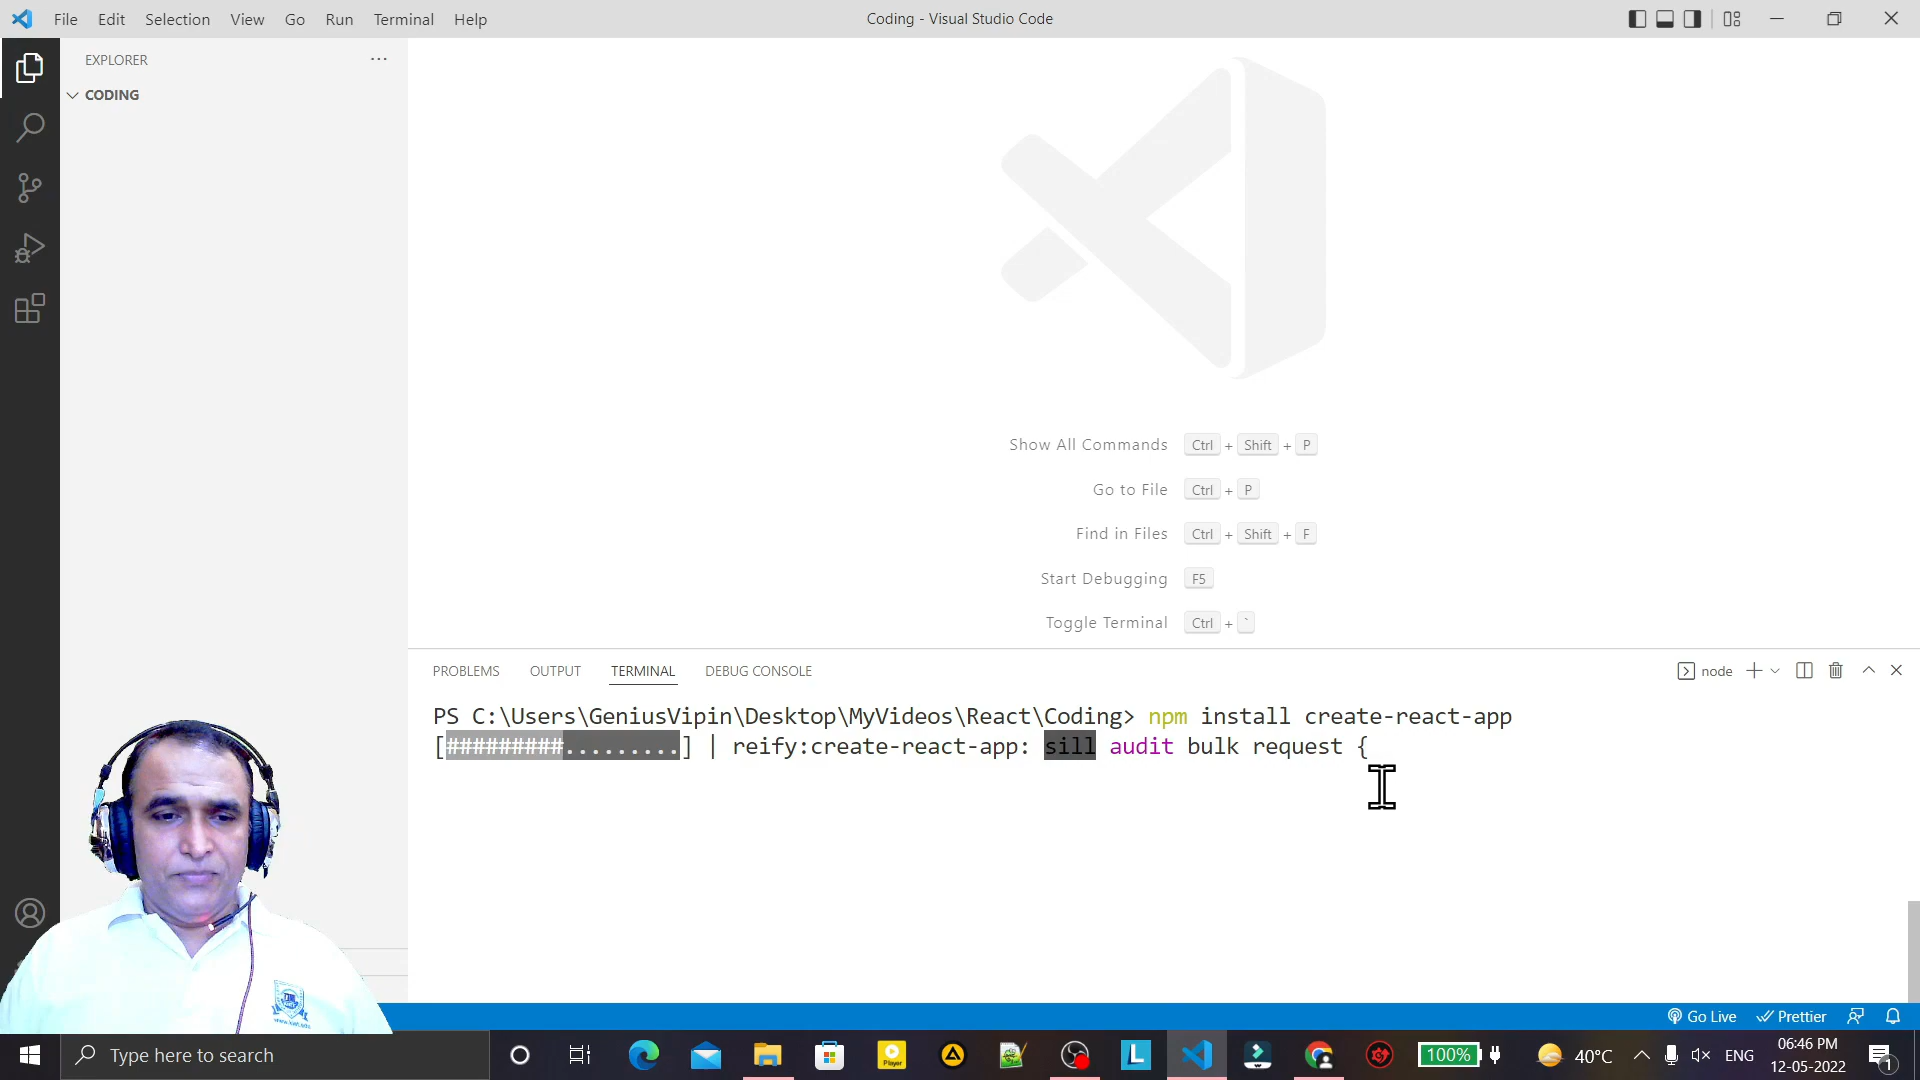 File Edit Selection View Go Run Terminal Help
Coding - Visual Studio Code
EXPLORER
CODING
Show All Commands Ctrl + Shift + P
Go to File Ctrl + P
Find in Files Ctrl + Shift + F
Start Debugging F5
Toggle Terminal Ctrl + `
PROBLEMS OUTPUT TERMINAL DEBUG CONSOLE
node
PS C:\Users\GeniusVipin\Desktop\MyVideos\React\Coding> npm install create-react-app
[#########.........] | reify:create-react-app: sill audit bulk request {
Go Live Prettier
Type here to search
Player
L
100%
40°C
ENG
06:46 PM
12-05-2022
1